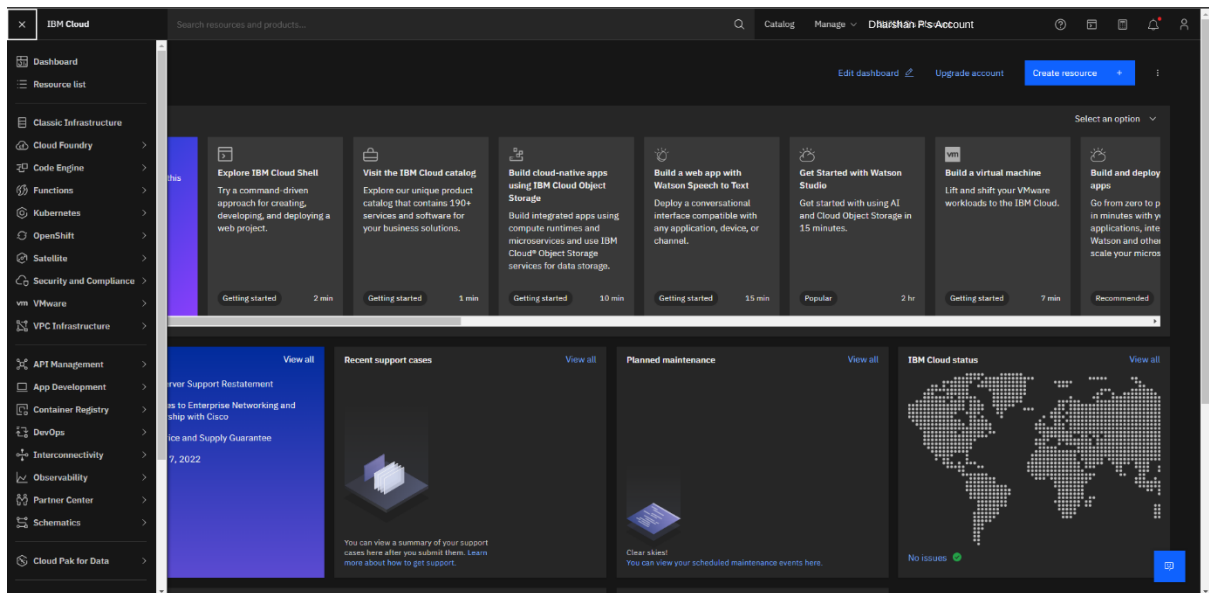 IBM Cloud
Search resources and products...
Catalog
Manage
Dharshan P's Account
Dashboard
Resource list
Classic Infrastructure
Cloud Foundry
Code Engine
Functions
Kubernetes
OpenShift
Satellite
Security and Compliance
vm VMware
VPC Infrastructure
API Management
App Development
Container Registry
DevOps
Interconnectivity
Observability
Partner Center
Schematics
Cloud Pak for Data
Edit dashboard
Upgrade account
Create resource +
Select an option
this
Explore IBM Cloud Shell
Try a command-driven
approach for creating,
developing, and deploying a
web project.
Getting started 2 min
Visit the IBM Cloud catalog
Explore our unique product
catalog that contains 190+
services and software for
your business solutions.
Getting started 1 min
Build cloud-native apps
using IBM Cloud Object
Storage
Build integrated apps using
compute runtimes and
microservices and use IBM
Cloud® Object Storage
services for data storage.
Getting started 10 min
Build a web app with
Watson Speech to Text
Deploy a conversational
interface compatible with
any application, device, or
channel.
Getting started 15 min
Get Started with Watson
Studio
Get started with using AI
and Cloud Object Storage in
15 minutes.
Popular 2 hr
vm
Build a virtual machine
Lift and shift your VMware
workloads to the IBM Cloud.
Getting started 7 min
Build and deploy
apps
Go from zero to p
in minutes with y
applications, inte
Watson and other
scale your micros
Recommended
View all
rver Support Restatement
es to Enterprise Networking and
ship with Cisco
ice and Supply Guarantee
7, 2022
Recent support cases View all
You can view a summary of your support
cases here after you submit them. Learn
more about how to get support.
Planned maintenance View all
Clear skies!
You can view your scheduled maintenance events here.
IBM Cloud status View all
No issues